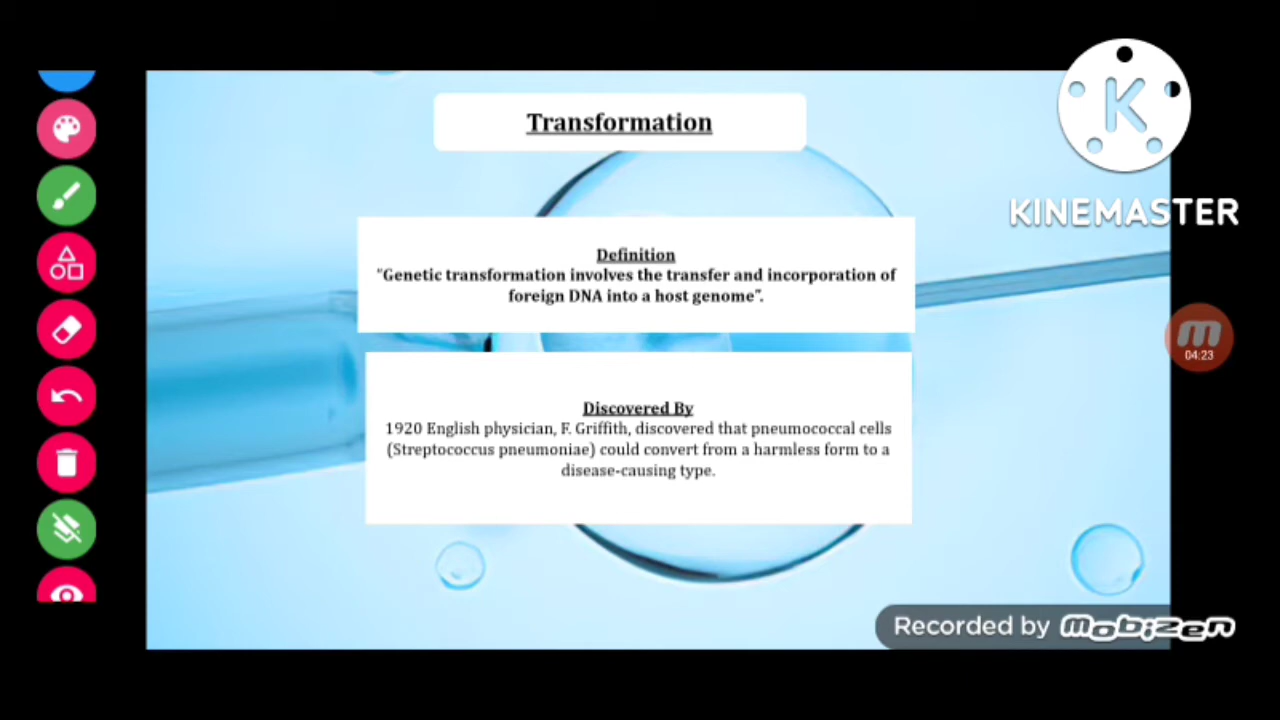 Transformation
Definition
"Genetic transformation involves the transfer and incorporation of
foreign DNA into a host genome".
Discovered By
1920 English physician, F. Griffith, discovered that pneumococcal cells
(Streptococcus pneumoniae) could convert from a harmless form to a
disease-causing type.
K
KINEMASTER
m
04:23
Recorded by mobizen